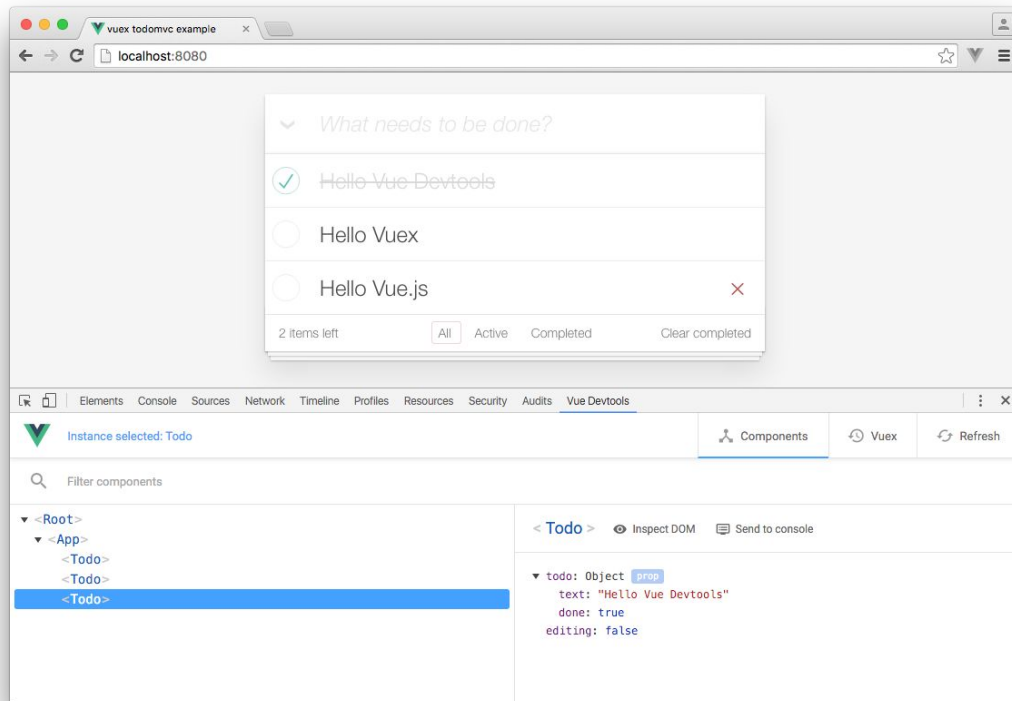 vuex todomvc example
localhost:8080
What needs to be done?
Hello Vue Devtools
Hello Vuex
Hello Vue.js
2 items left All Active Completed Clear completed
Elements Console Sources Network Timeline Profiles Resources Security Audits Vue Devtools
Instance selected: Todo Components Vuex Refresh
Filter components
<Root>
<App>
<Todo>
<Todo>
<Todo>
< Todo > Inspect DOM Send to console
todo: Object prop
text: "Hello Vue Devtools"
done: true
editing: false